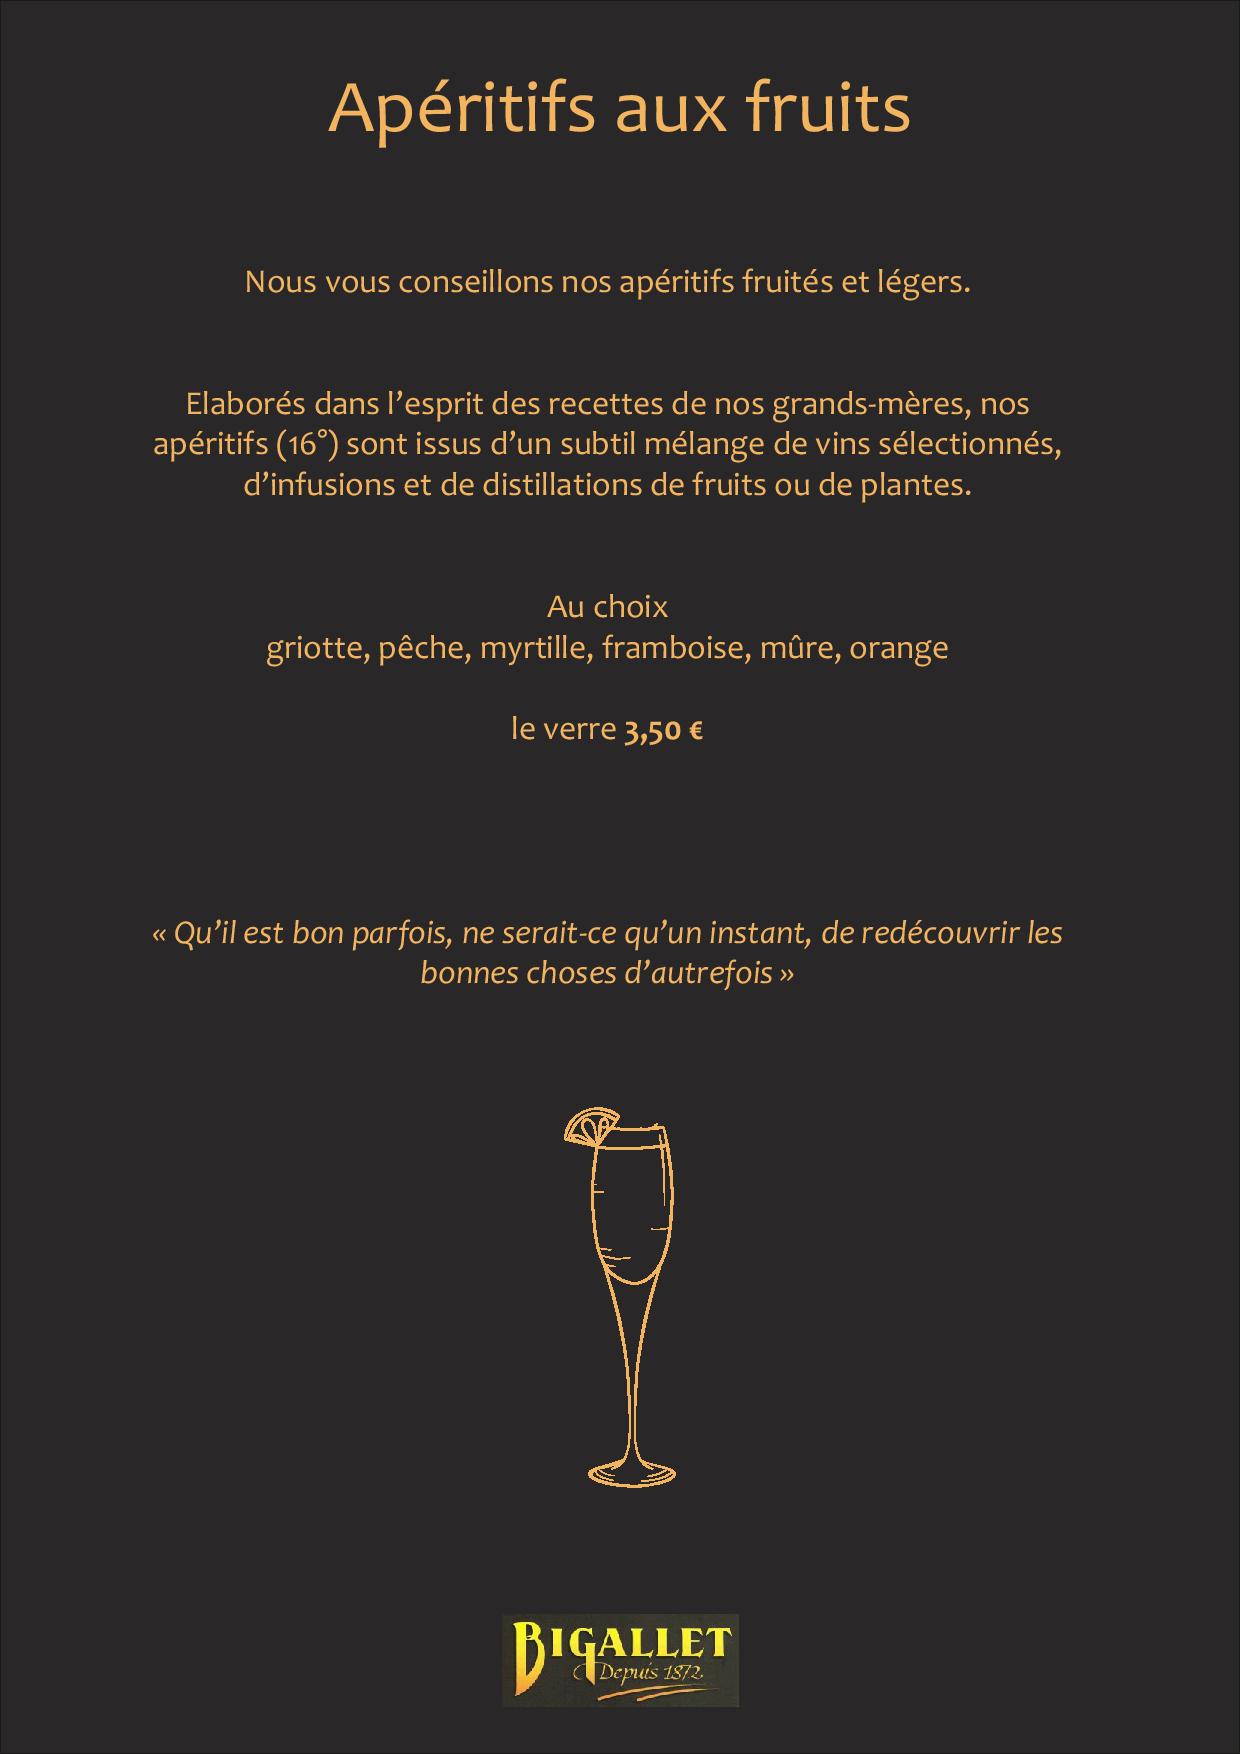 Apéritifs aux fruits
Nous vous conseillons nos apéritifs fruités et légers.
Elaborés dans l’esprit des recettes de nos grands-mères, nos
apéritifs (16°) sont issus d’un subtil mélange de vins sélectionnés,
d’infusions et de distillations de fruits ou de plantes.
Au choix
griotte, pêche, myrtille, framboise, mûre, orange
le verre 3,50 €
« Qu’il est bon parfois, ne serait-ce qu’un instant, de redécouvrir les
bonnes choses d’autrefois »
BIGALLET
Depuis 1872